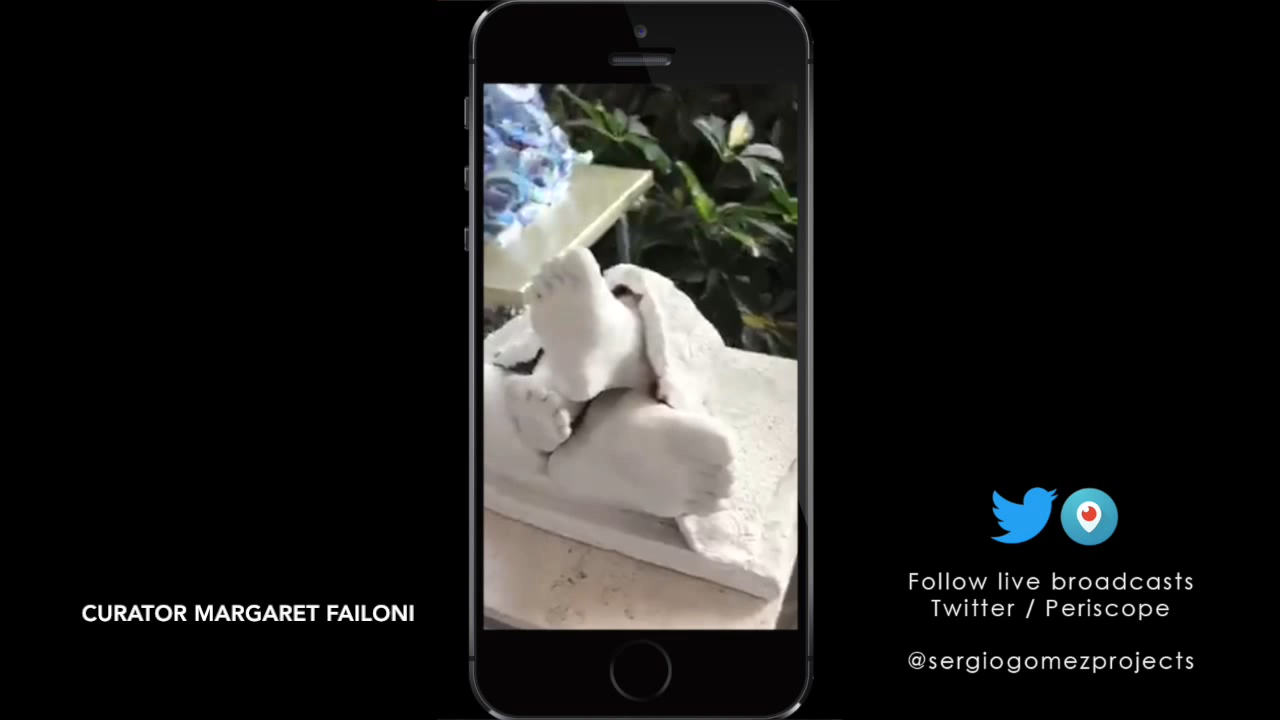 CURATOR MARGARET FAILONI
Follow live broadcasts
Twitter / Periscope
@sergiogomezprojects